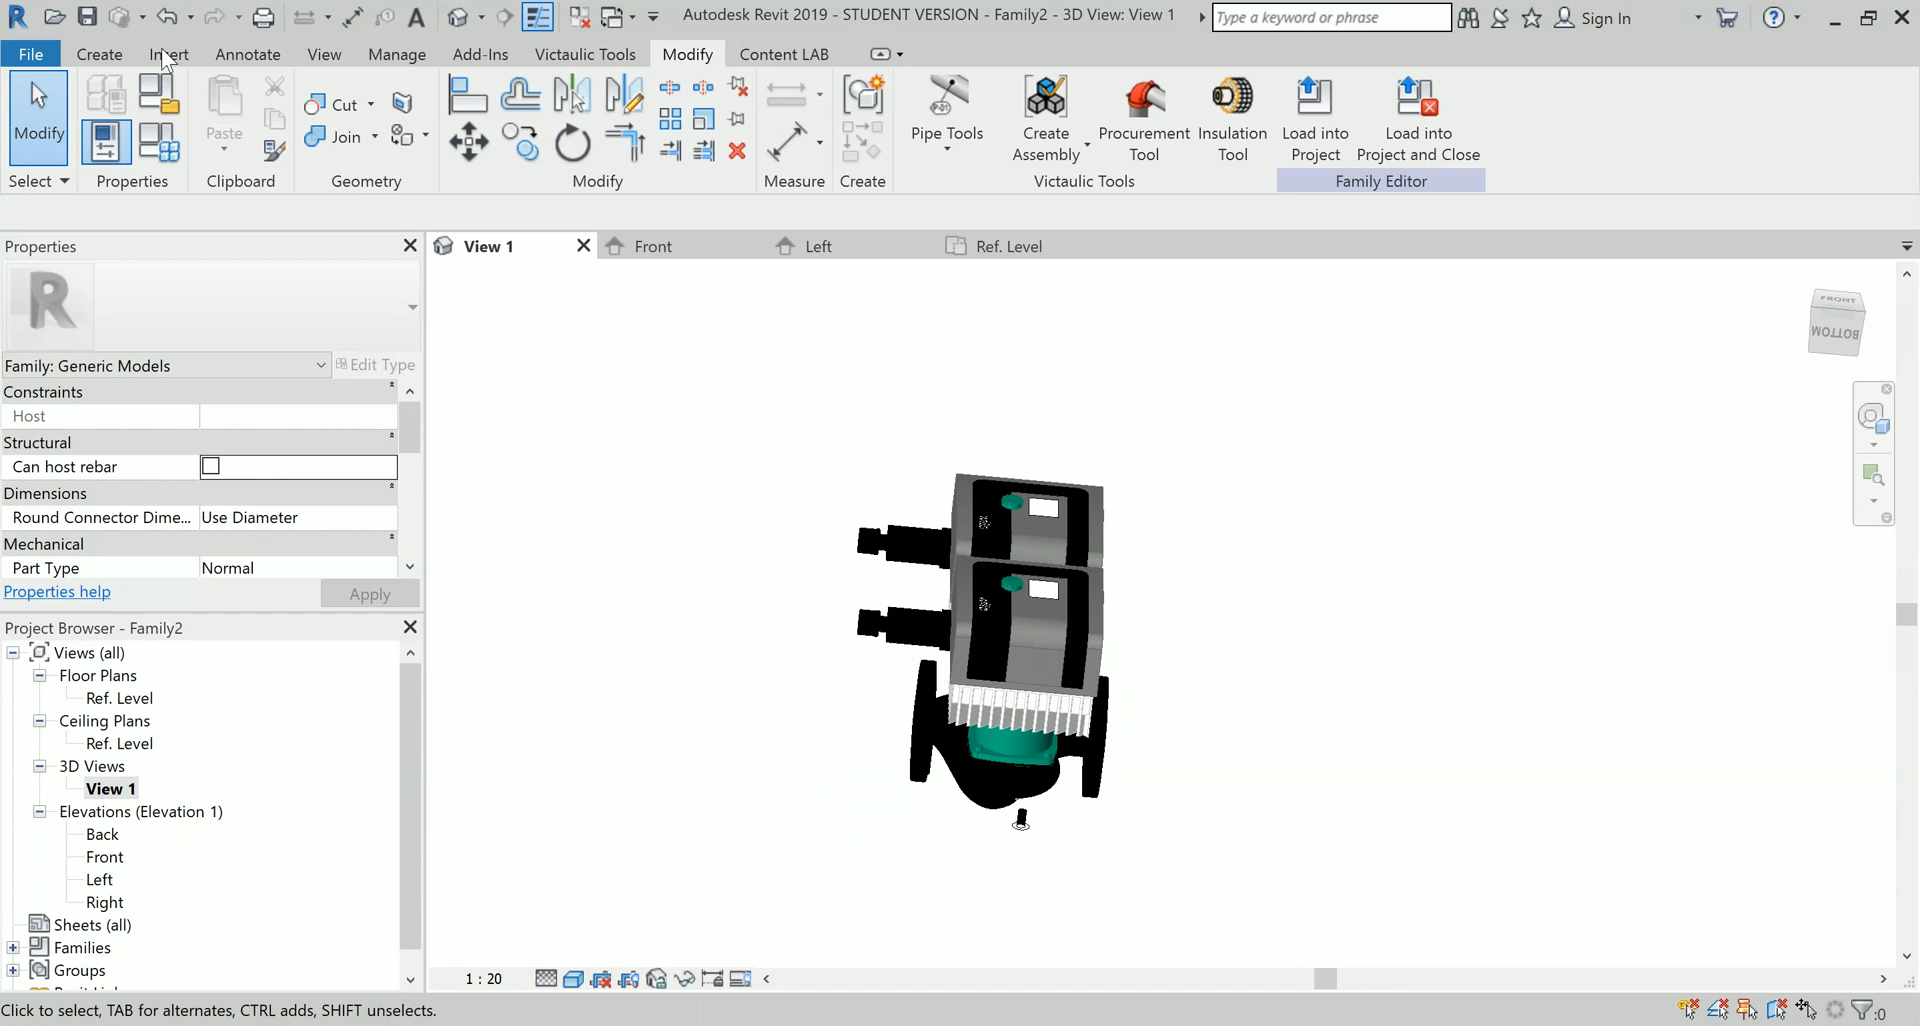 Autodesk Revit 2019 - STUDENT VERSION - Family2 - 3D View: View 1
Type a keyword or phrase
Sign In
File Create Insert Annotate View Manage Add-Ins Victaulic Tools Modify Content LAB
Modify
Paste
Cut
Join
Pipe Tools
Create Assembly
Procurement Tool
Insulation Tool
Load into Project
Load into Project and Close
Select Properties Clipboard Geometry Modify Measure Create Victaulic Tools Family Editor
Properties
View 1 Front Left Ref. Level
R
FRONT
BOTTOM
Family: Generic Models
Edit Type
Constraints
Host
Structural
Can host rebar
Dimensions
Round Connector Dime... Use Diameter
Mechanical
Part Type Normal
Properties help
Apply
Project Browser - Family2
Views (all)
Floor Plans
Ref. Level
Ceiling Plans
Ref. Level
3D Views
View 1
Elevations (Elevation 1)
Back
Front
Left
Right
Sheets (all)
Families
Groups
1 : 20
Click to select, TAB for alternates, CTRL adds, SHIFT unselects.
:0